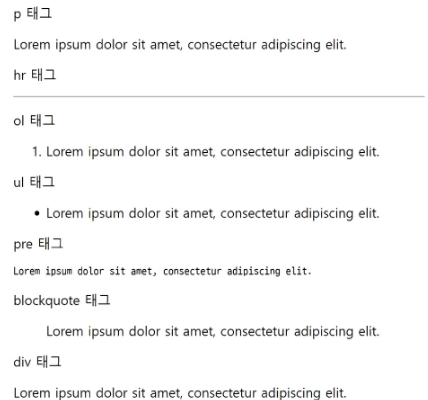 p 태그
Lorem ipsum dolor sit amet, consectetur adipiscing elit.
hr 태그
ol 태그
1. Lorem ipsum dolor sit amet, consectetur adipiscing elit.
ul 태그
• Lorem ipsum dolor sit amet, consectetur adipiscing elit.
pre 태그
Lorem ipsum dolor sit amet, consectetur adipiscing elit.
blockquote 태그
Lorem ipsum dolor sit amet, consectetur adipiscing elit.
div 태그
Lorem ipsum dolor sit amet, consectetur adipiscing elit.